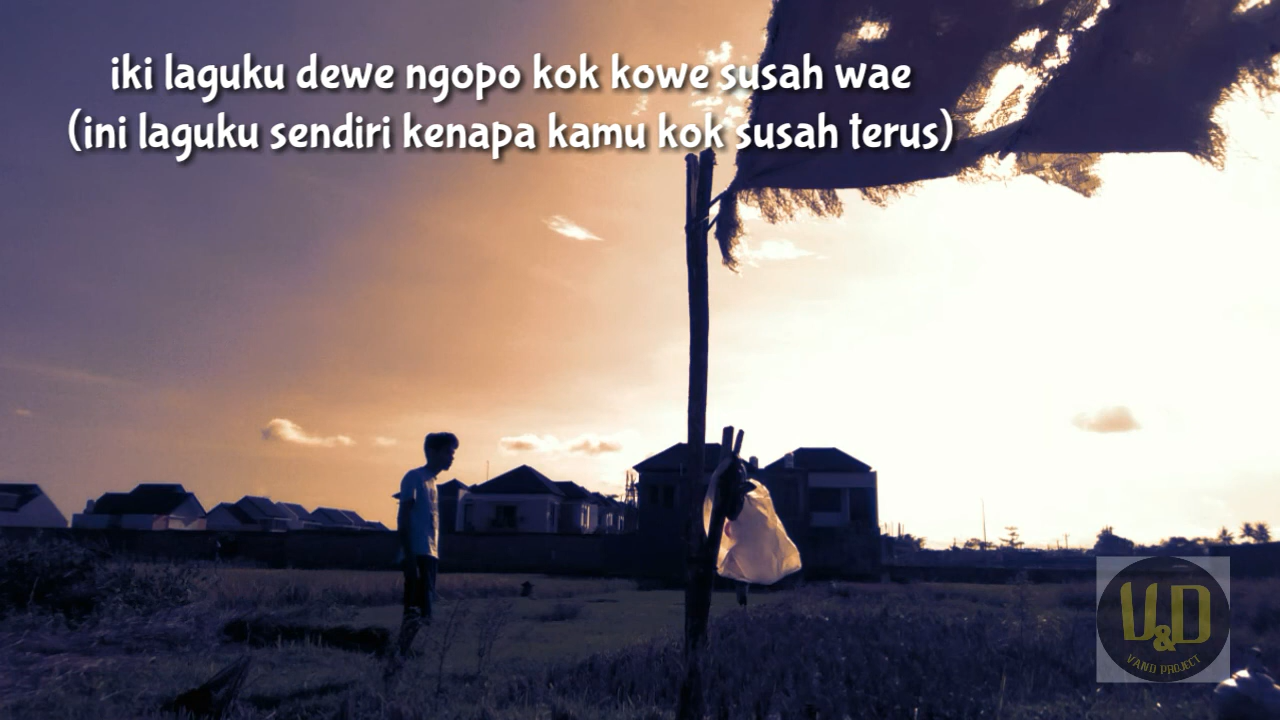 iki laguku dewe ngopo kok kowe susah wae
(ini laguku sendiri kenapa kamu kok susah terus)
V&D
VAND PROJECT